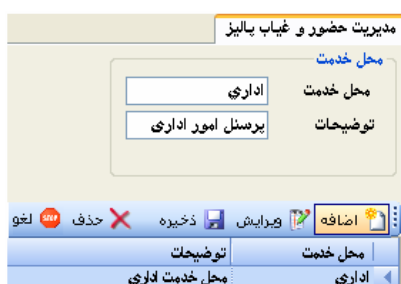 مدیریت حضور و غیاب پالیز
محل خدمت
محل خدمت اداري
توضیحات پرسنل امور اداری
اضافه ویرایش ذخیره حذف لغو
محل خدمت توضیحات
اداری محل خدمت اداری